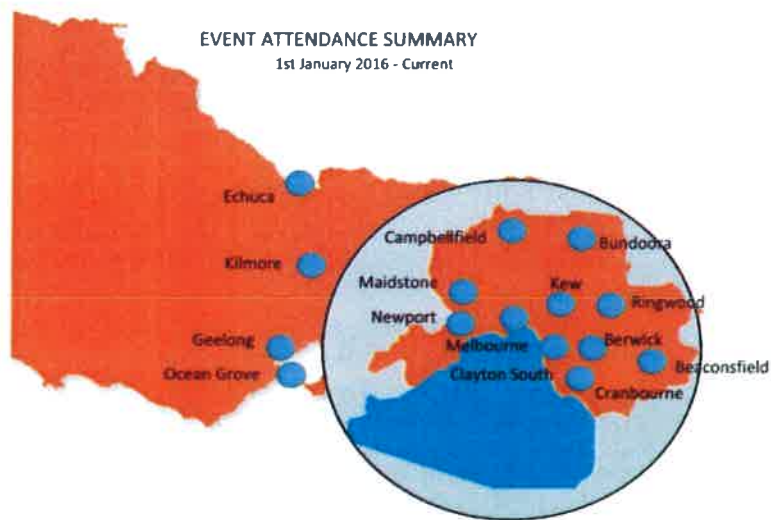 EVENT ATTENDANCE SUMMARY
1st January 2016 - Current
Echuca
Campbellfield
Bundoora
Kilmore
Maidstone
Kew
Ringwood
Newport
Geelong
Melbourne
Berwick
Ocean Grove
Clayton South
Beaconsfield
Cranbourne